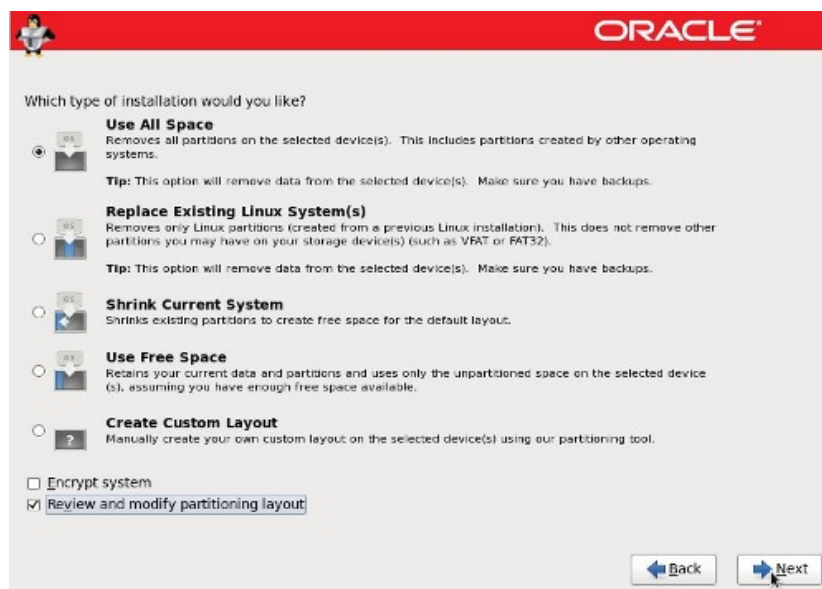 ORACLE
Which type of installation would you like?
Use All Space
Removes all partitions on the selected device(s). This includes partitions created by other operating
systems.
Tip: This option will remove data from the selected device(s). Make sure you have backups.
Replace Existing Linux System(s)
Removes only Linux partitions (created from a previous Linux installation). This does not remove other
partitions you may have on your storage device(s) (such as VFAT or FAT32).
Tip: This option will remove data from the selected device(s). Make sure you have backups.
Shrink Current System
Shrinks existing partitions to create free space for the default layout.
Use Free Space
Retains your current data and partitions and uses only the unpartitioned space on the selected device
(s), assuming you have enough free space available.
Create Custom Layout
Manually create your own custom layout on the selected device(s) using our partitioning tool.
Encrypt system
Review and modify partitioning layout
Back Next